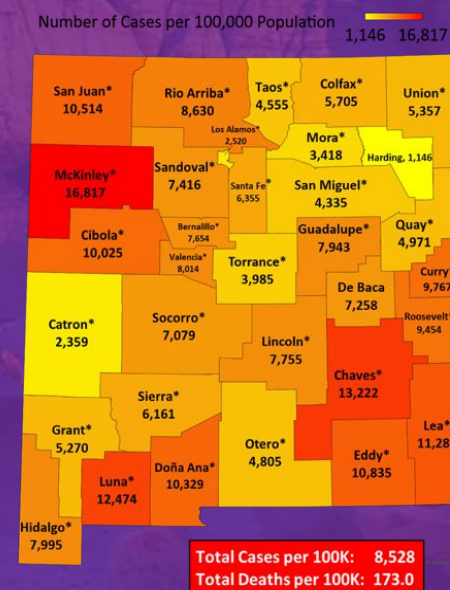 Number of Cases per 100,000 Population
1,146 16,817
San Juan*
10,514
Rio Arriba*
8,630
Taos*
4,555
Colfax*
5,705
Union*
5,357
Los Alamos*
2,520
Mora*
3,418
Harding, 1,146
McKinley*
16,817
Sandoval*
7,416
Santa Fe*
6,355
San Miguel*
4,335
Cibola*
10,025
Bernalillo*
7,654
Valencia*
8,014
Torrance*
3,985
Guadalupe*
7,943
Quay*
4,971
Curry*
9,767
De Baca
7,258
Roosevelt*
9,454
Catron*
2,359
Socorro*
7,079
Lincoln*
7,755
Chaves*
13,222
Sierra*
6,161
Grant*
5,270
Otero*
4,805
Lea*
11,28
Eddy*
10,835
Luna*
12,474
Doña Ana*
10,329
Hidalgo*
7,995
Total Cases per 100K: 8,528
Total Deaths per 100K: 173.0